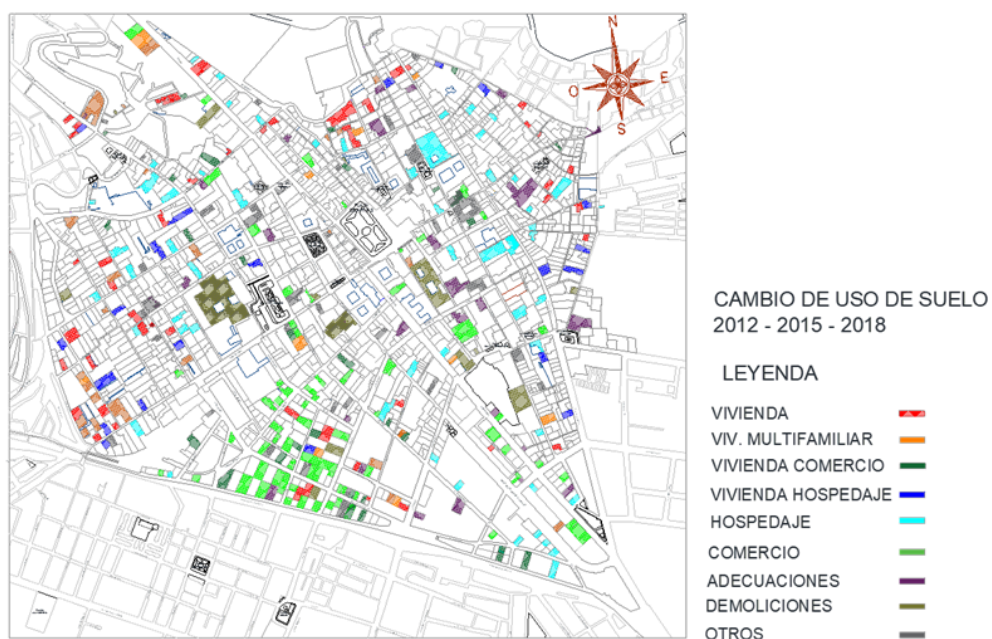 N
O
E
S
CAMBIO DE USO DE SUELO
2012 - 2015 - 2018
LEYENDA
VIVIENDA
VIV. MULTIFAMILIAR
VIVIENDA COMERCIO
VIVIENDA HOSPEDAJE
HOSPEDAJE
COMERCIO
ADECUACIONES
DEMOLICIONES
OTROS